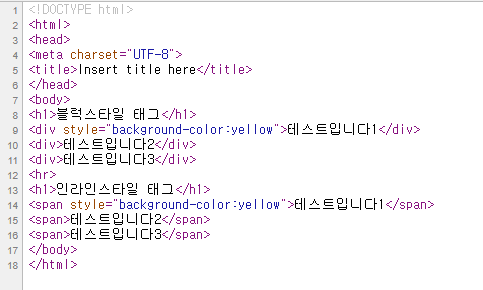 1 <!DOCTYPE html>
2 <html>
3 <head>
4 <meta charset="UTF-8">
5 <title>Insert title here</title>
6 </head>
7 <body>
8 <h1>블럭스타일 태그</h1>
9 <div style="background-color:yellow">테스트입니다1</div>
10 <div>테스트입니다2</div>
11 <div>테스트입니다3</div>
12 <hr>
13 <h1>인라인스타일 태그</h1>
14 <span style="background-color:yellow">테스트입니다1</span>
15 <span>테스트입니다2</span>
16 <span>테스트입니다3</span>
17 </body>
18 </html>